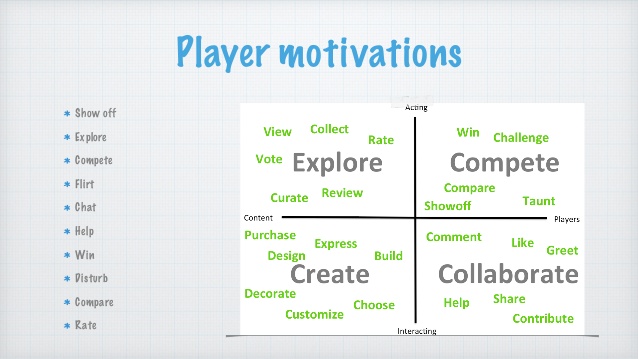 Player motivations
Show off
Explore
Compete
Flirt
Chat
Help
Win
Disturb
Compare
Rate
Acting
View Collect Rate
Vote Explore
Curate Review
Win Challenge
Compete
Compare
Showoff Taunt
Content Players
Purchase
Express
Design Build
Create
Decorate
Choose
Customize
Comment Like Greet
Collaborate
Help Share
Contribute
Interacting